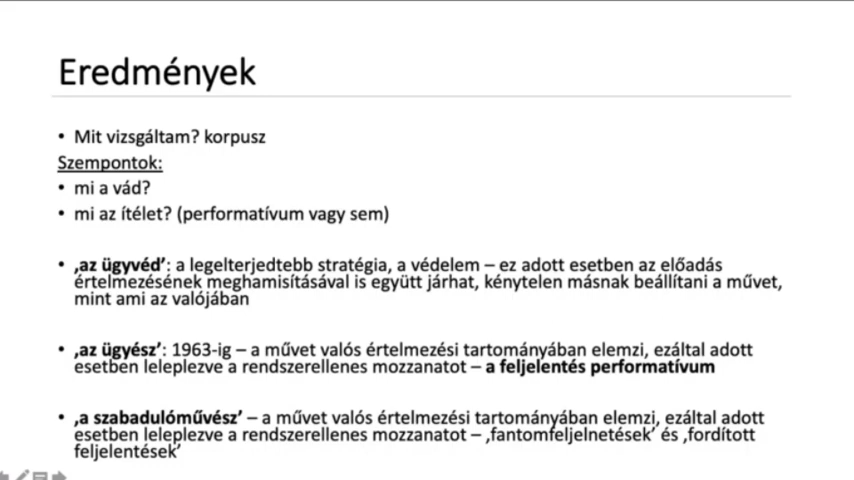 Eredmények
• Mit vizsgáltam? korpusz
Szempontok:
• mi a vád?
• mi az ítélet? (performatívum vagy sem)
• ‚az ügyvéd’: a legelterjedtebb stratégia, a védelem – ez adott esetben az előadás
értelmezésének meghamisításával is együtt járhat, kénytelen másnak beállítani a művet,
mint ami az valójában
• ‚az ügyész’: 1963-ig – a művet valós értelmezési tartományában elemzi, ezáltal adott
esetben leleplezve a rendszerellenes mozzanatot – a feljelentés performatívum
• ‚a szabadulóművész’ – a művet valós értelmezési tartományában elemzi, ezáltal adott
esetben leleplezve a rendszerellenes mozzanatot – ‚fantomfeljelnetések’ és ‚fordított
feljelentések’